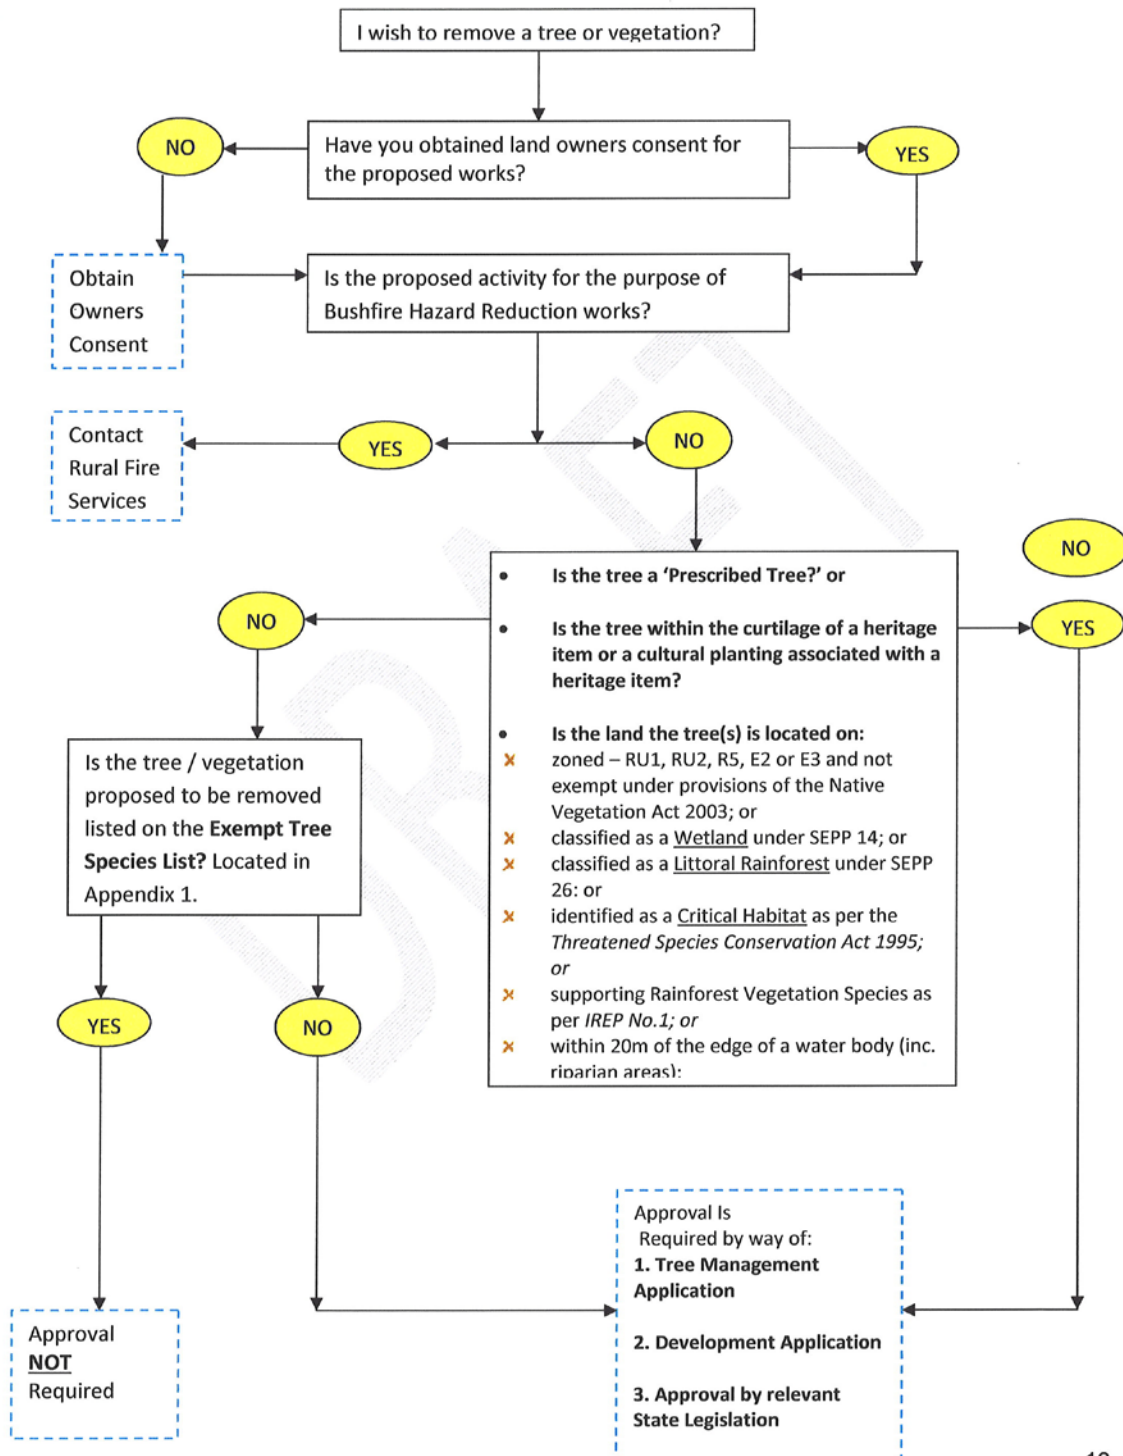 I wish to remove a tree or vegetation?
NO
Have you obtained land owners consent for
the proposed works?
YES
Obtain
Owners
Consent
Is the proposed activity for the purpose of
Bushfire Hazard Reduction works?
Contact
Rural Fire
Services
YES
NO
NO
YES
NO
• Is the tree a ‘Prescribed Tree?’ or
• Is the tree within the curtilage of a heritage
item or a cultural planting associated with a
heritage item?
• Is the land the tree(s) is located on:
zoned – RU1, RU2, R5, E2 or E3 and not
exempt under provisions of the Native
Vegetation Act 2003; or
classified as a Wetland under SEPP 14; or
classified as a Littoral Rainforest under SEPP
26: or
identified as a Critical Habitat as per the
Threatened Species Conservation Act 1995;
or
supporting Rainforest Vegetation Species as
per IREP No.1; or
within 20m of the edge of a water body (inc.
riparian areas):
Is the tree / vegetation
proposed to be removed
listed on the Exempt Tree
Species List? Located in
Appendix 1.
YES
NO
Approval
NOT
Required
Approval Is
Required by way of:
1. Tree Management
Application
2. Development Application
3. Approval by relevant
State Legislation
DRAFT